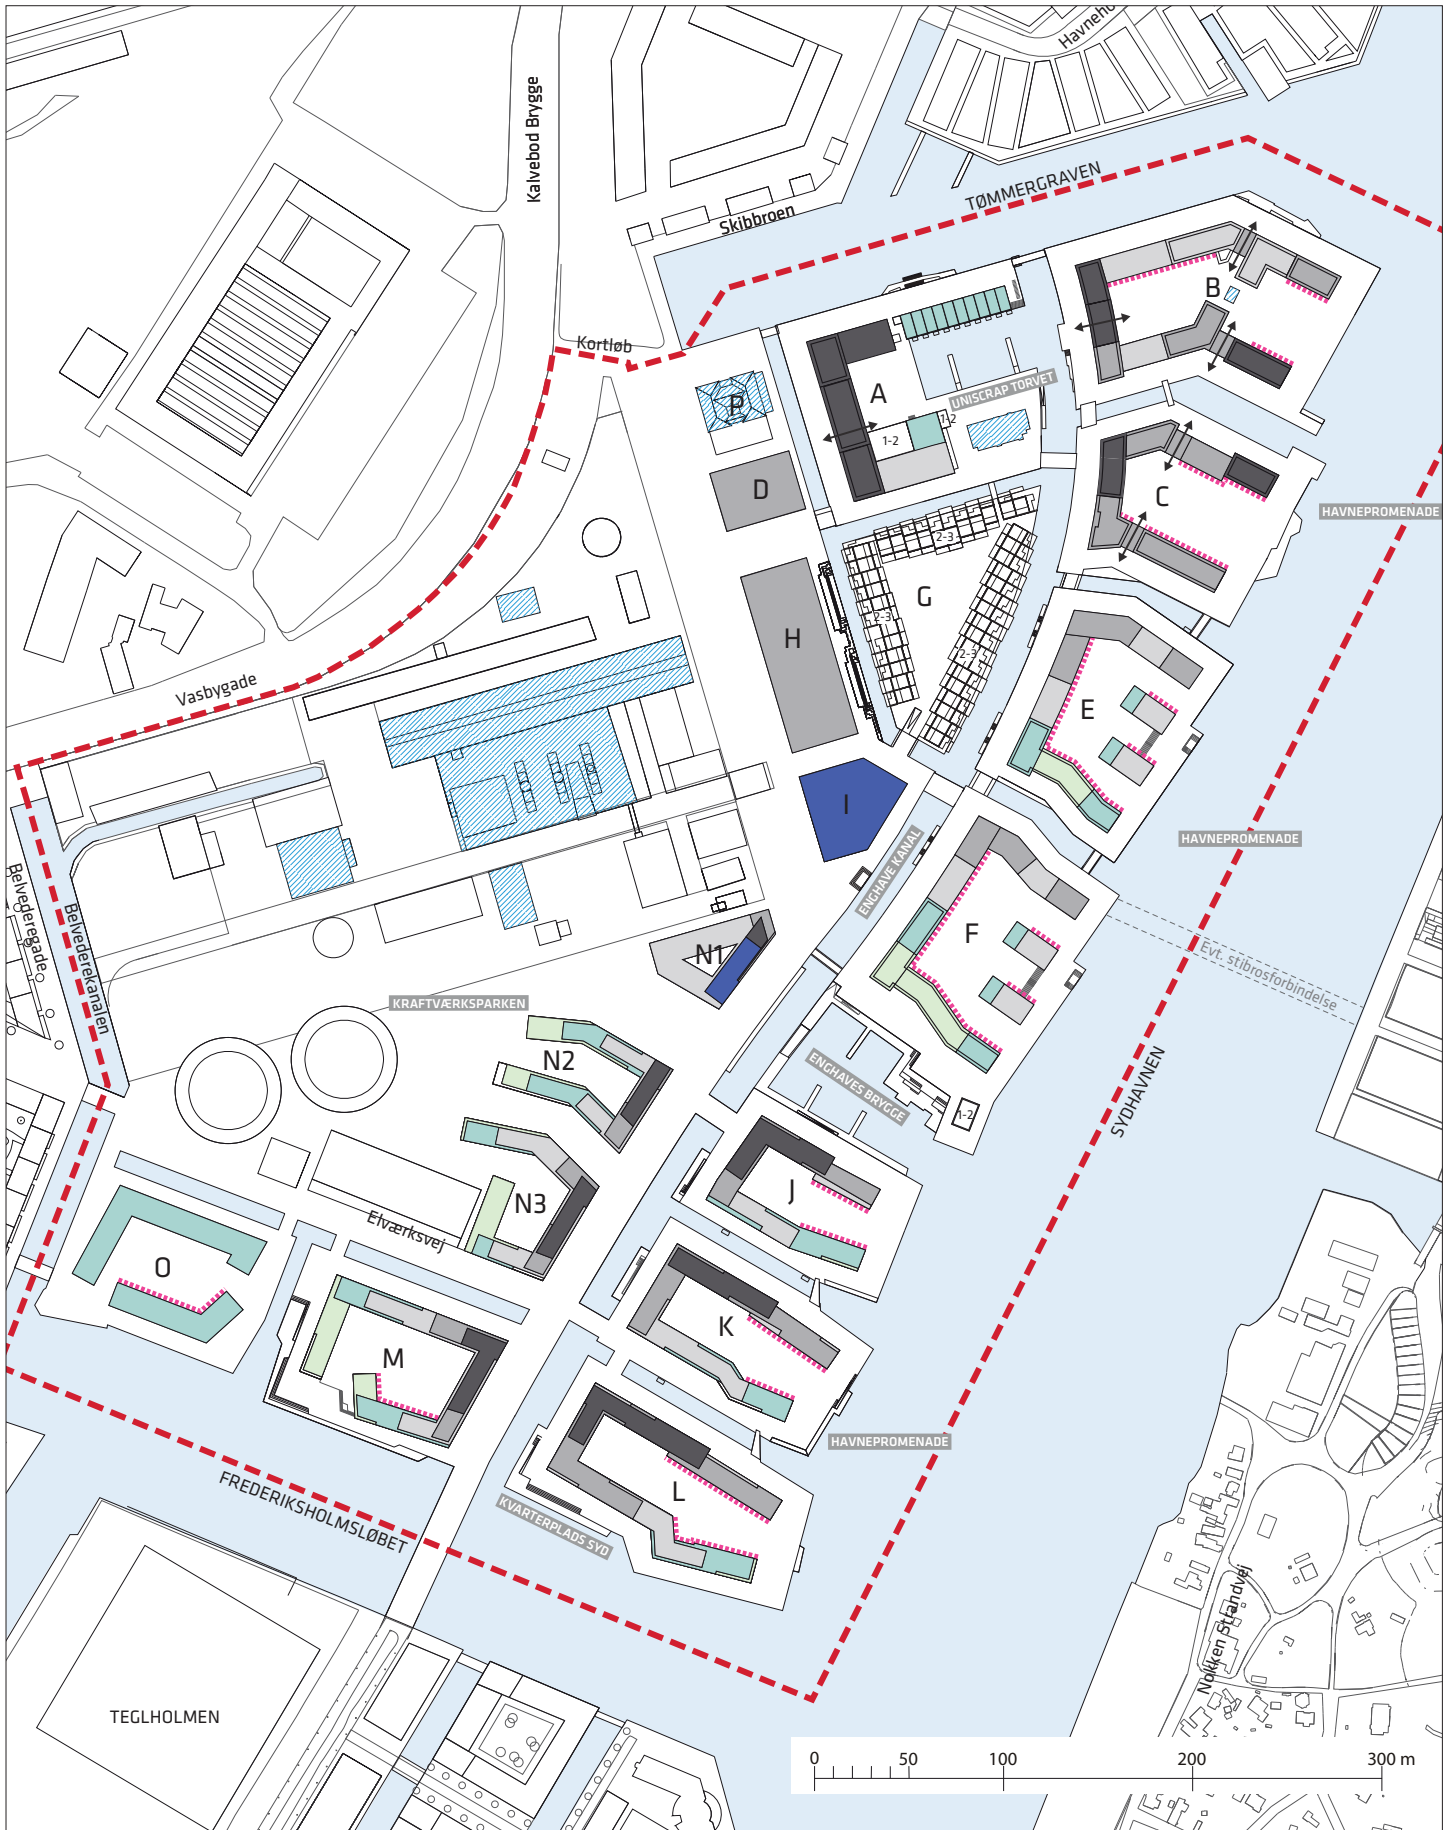 Havneho
Kalvebod Brygge
Skibbroen
TØMMERGRAVEN
Kortløb
B
P
A
UNISCRAP TORVET
1-2
1-2
D
C
HAVNEPROMENADE
2-3
G
2-3
2-3
H
Vasbygade
E
I
HAVNEPROMENADE
ENGHAVE KANAL
Belvederegade
Belvederekanalen
F
N1
Evt. stibrosforbindelse
KRAFTVÆRKSPARKEN
N2
ENGHAVES BRYGGE
1-2
SYDHAVNEN
J
N3
Elværksvej
O
K
M
HAVNEPROMENADE
L
KVARTERPLADS SYD
FREDERIKSHOLMSLØBET
Nokken Strandvej
TEGLHOLMEN
0 50 100 200 300 m